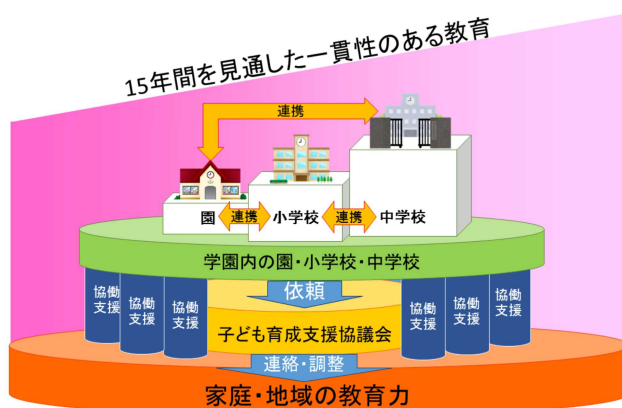 15年間を見通した一貫性のある教育
連携
園
連携
小学校
連携
中学校
学園内の園・小学校・中学校
依頼
協働
支援
協働
支援
協働
支援
協働
支援
協働
支援
協働
支援
子ども育成支援協議会
連絡・調整
家庭・地域の教育力